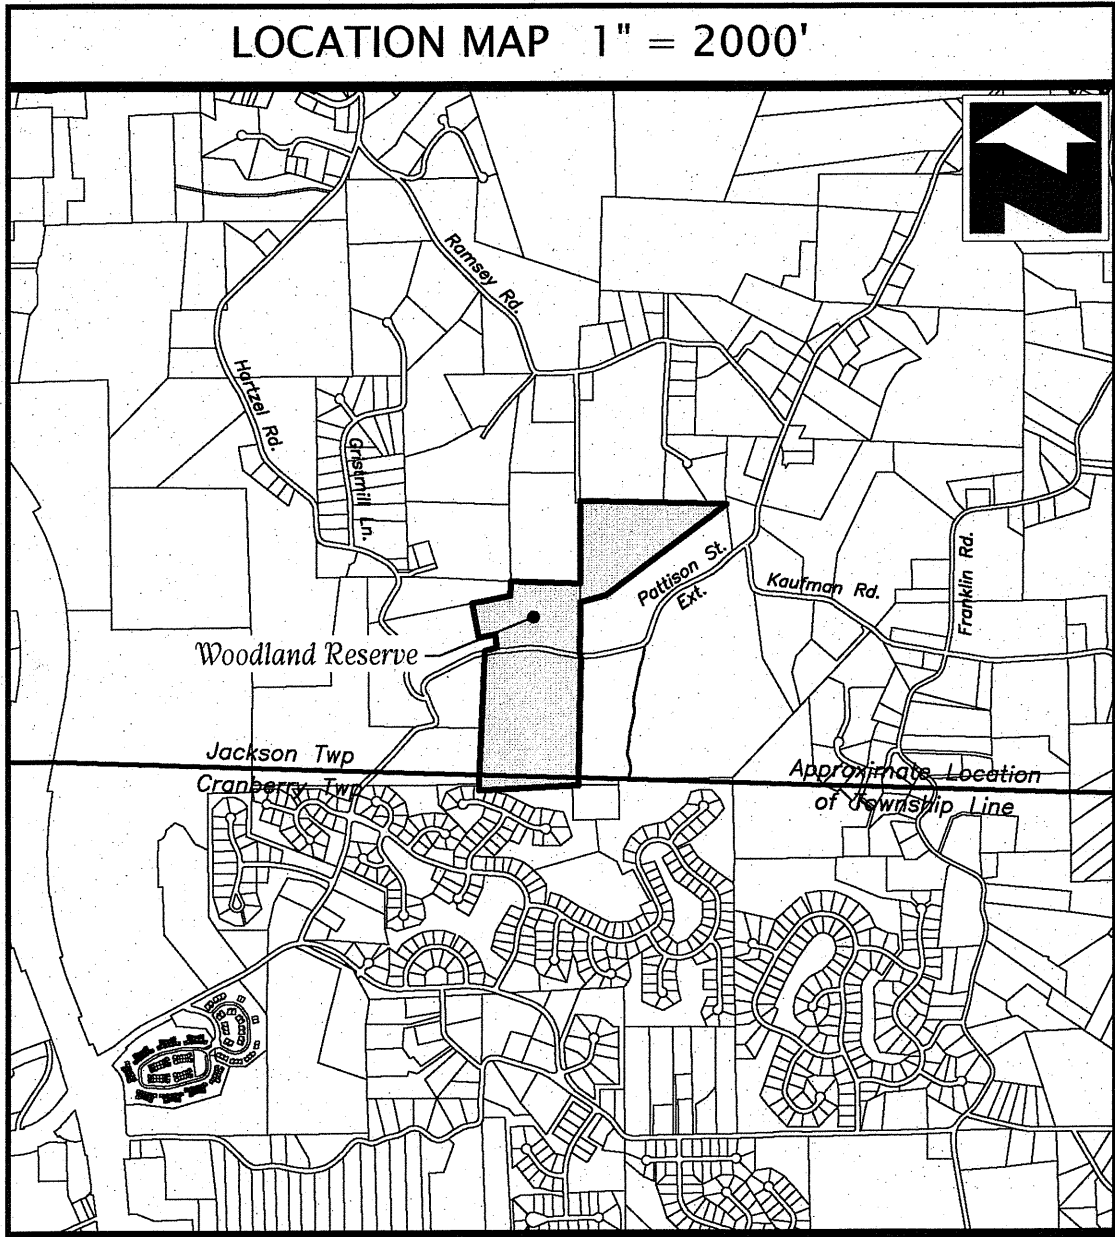 LOCATION MAP 1" = 2000'
N
Ramsey Rd.
Hartzel Rd.
Gristmill Ln.
Pattison St.
Ext.
Kaufman Rd.
Franklin Rd.
Woodland Reserve
Jackson Twp
Cranberry Twp
Approximate Location
of Township Line